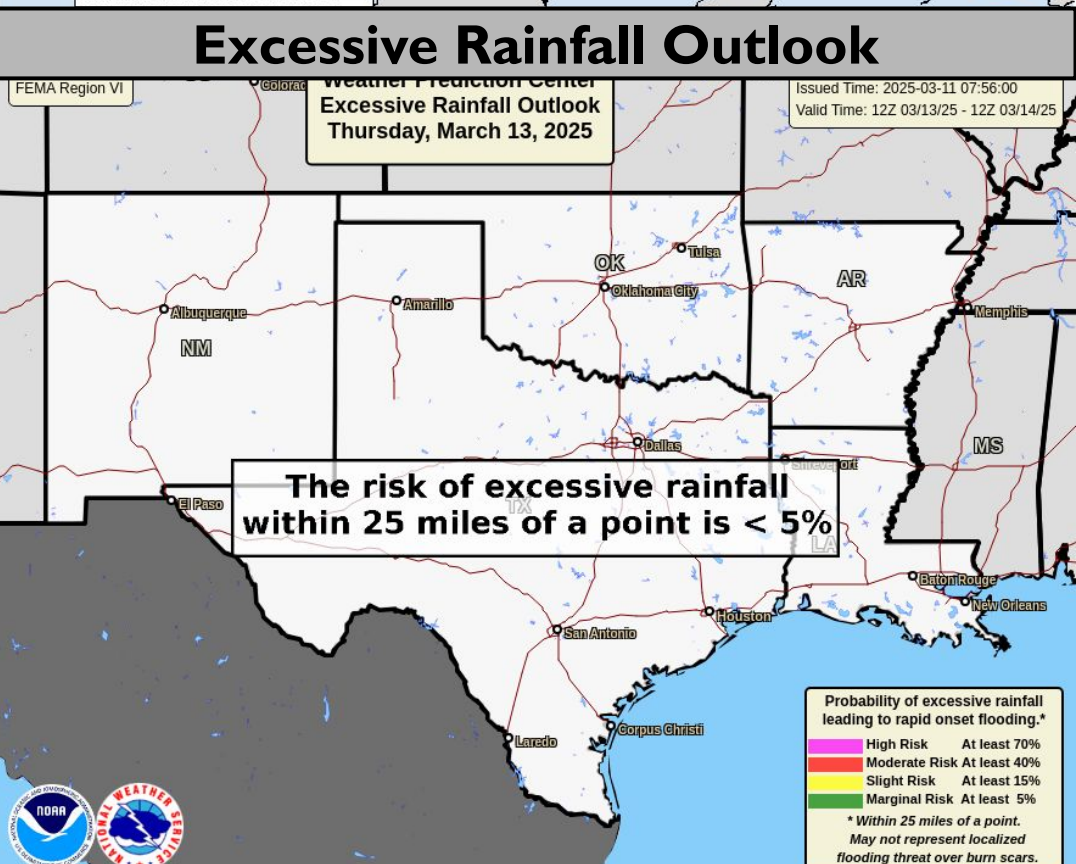 Excessive Rainfall Outlook
FEMA Region VI
Weather Prediction Center
Excessive Rainfall Outlook
Thursday, March 13, 2025
Issued Time: 2025-03-11 07:56:00
Valid Time: 12Z 03/13/25 - 12Z 03/14/25
Colorad
Tulsa
OK
Oklahoma City
AR
Amarillo
Albuquerque
Memphis
NM
Dallas
MS
Shreveport
The risk of excessive rainfall
within 25 miles of a point is < 5%
El Paso
TX
LA
Baton Rouge
New Orleans
Houston
San Antonio
Corpus Christi
Laredo
Probability of excessive rainfall
leading to rapid onset flooding.*
High Risk At least 70%
Moderate Risk At least 40%
Slight Risk At least 15%
Marginal Risk At least 5%
* Within 25 miles of a point.
May not represent localized
flooding threat over burn scars.
NOAA
NATIONAL WEATHER SERVICE